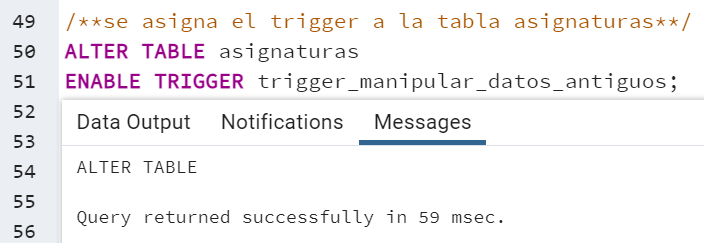 49 /**se asigna el trigger a la tabla asignaturas**/
50 ALTER TABLE asignaturas
51 ENABLE TRIGGER trigger_manipular_datos_antiguos;
52
Data Output Notifications Messages
53
54 ALTER TABLE
55
Query returned successfully in 59 msec.
56